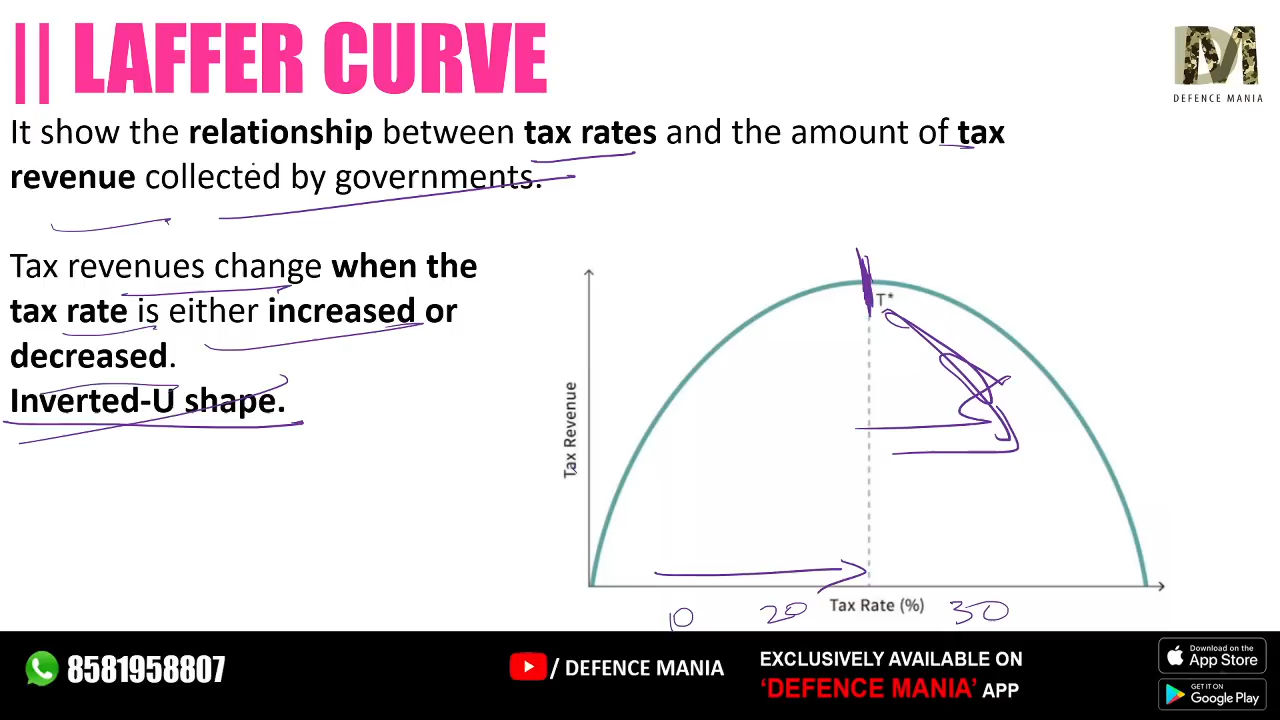 || LAFFER CURVE
DM
DEFENCE MANIA
It show the relationship between tax rates and the amount of tax
revenue collected by governments.
Tax revenues change when the
tax rate is either increased or
decreased.
Inverted-U shape.
T*
Tax Revenue
Tax Rate (%)
10 20 30
8581958807
/ DEFENCE MANIA
EXCLUSIVELY AVAILABLE ON
‘DEFENCE MANIA’ APP
Download on the
App Store
GET IT ON
Google Play